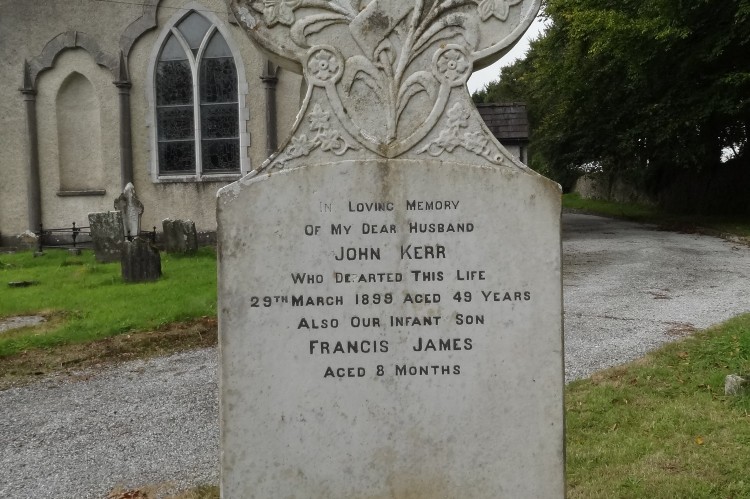 In Loving Memory
Of My Dear Husband
John Kerr
Who Departed This Life
29th March 1899 Aged 49 Years
Also Our Infant Son
Francis James
Aged 8 Months